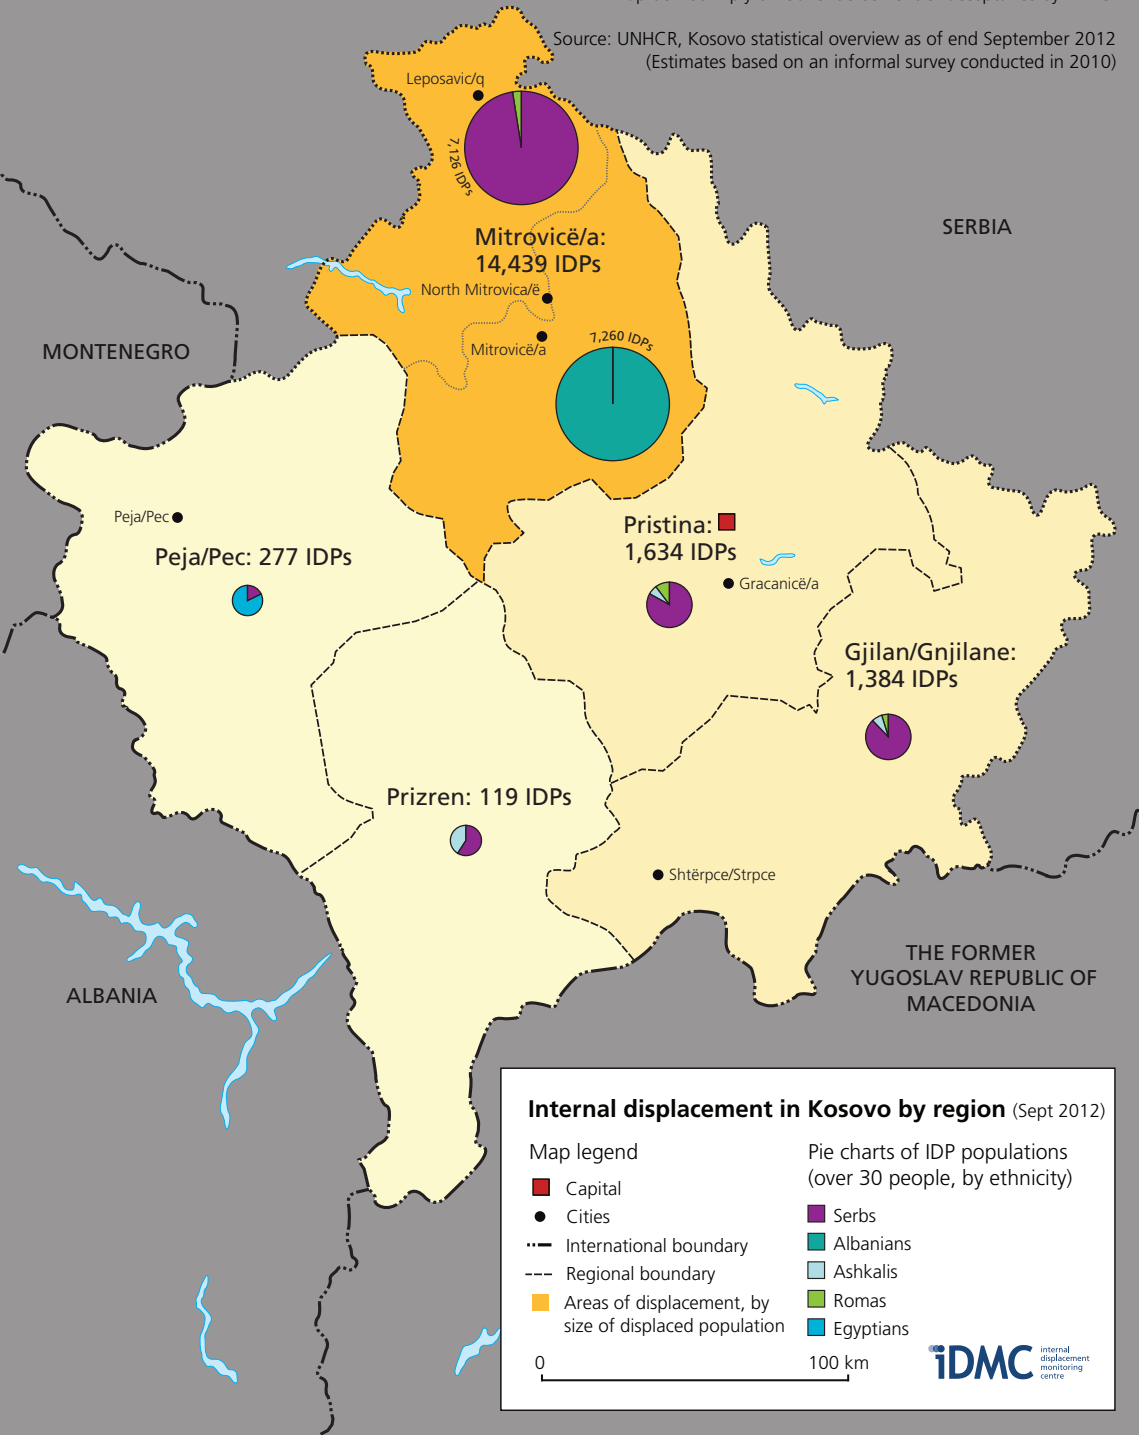 Source: UNHCR, Kosovo statistical overview as of end September 2012
(Estimates based on an informal survey conducted in 2010)
Leposavic/q
7,126 IDPs
SERBIA
Mitrovicë/a:
14,439 IDPs
North Mitrovica/ë
MONTENEGRO
Mitrovicë/a
7,260 IDPs
Peja/Pec
Pristina:
1,634 IDPs
Peja/Pec: 277 IDPs
Gracanicë/a
Gjilan/Gnjilane:
1,384 IDPs
Prizren: 119 IDPs
Shtërpce/Strpce
THE FORMER
YUGOSLAV REPUBLIC OF
MACEDONIA
ALBANIA
Internal displacement in Kosovo by region (Sept 2012)
Map legend
Capital
Cities
International boundary
Regional boundary
Areas of displacement, by
size of displaced population
0 100 km
Pie charts of IDP populations
(over 30 people, by ethnicity)
Serbs
Albanians
Ashkalis
Romas
Egyptians
iDMC
internal
displacement
monitoring
centre